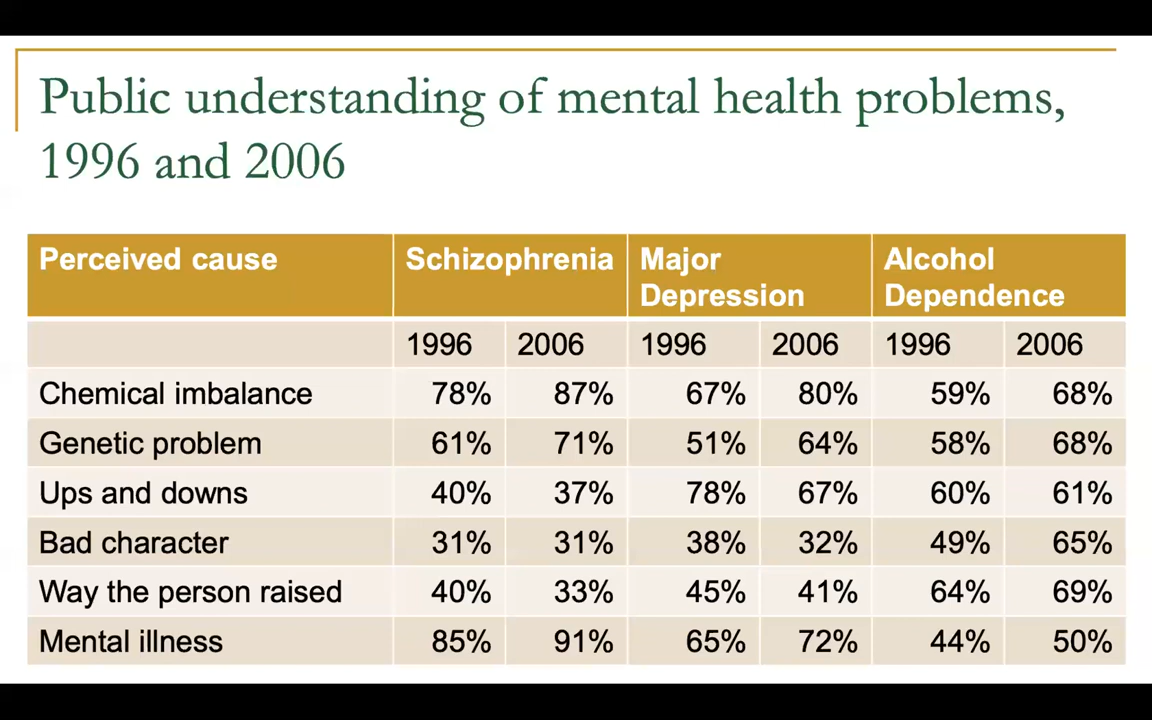 Public understanding of mental health problems,
1996 and 2006
Perceived cause Schizophrenia Major Depression Alcohol Dependence
1996 2006 1996 2006 1996 2006
Chemical imbalance 78% 87% 67% 80% 59% 68%
Genetic problem 61% 71% 51% 64% 58% 68%
Ups and downs 40% 37% 78% 67% 60% 61%
Bad character 31% 31% 38% 32% 49% 65%
Way the person raised 40% 33% 45% 41% 64% 69%
Mental illness 85% 91% 65% 72% 44% 50%